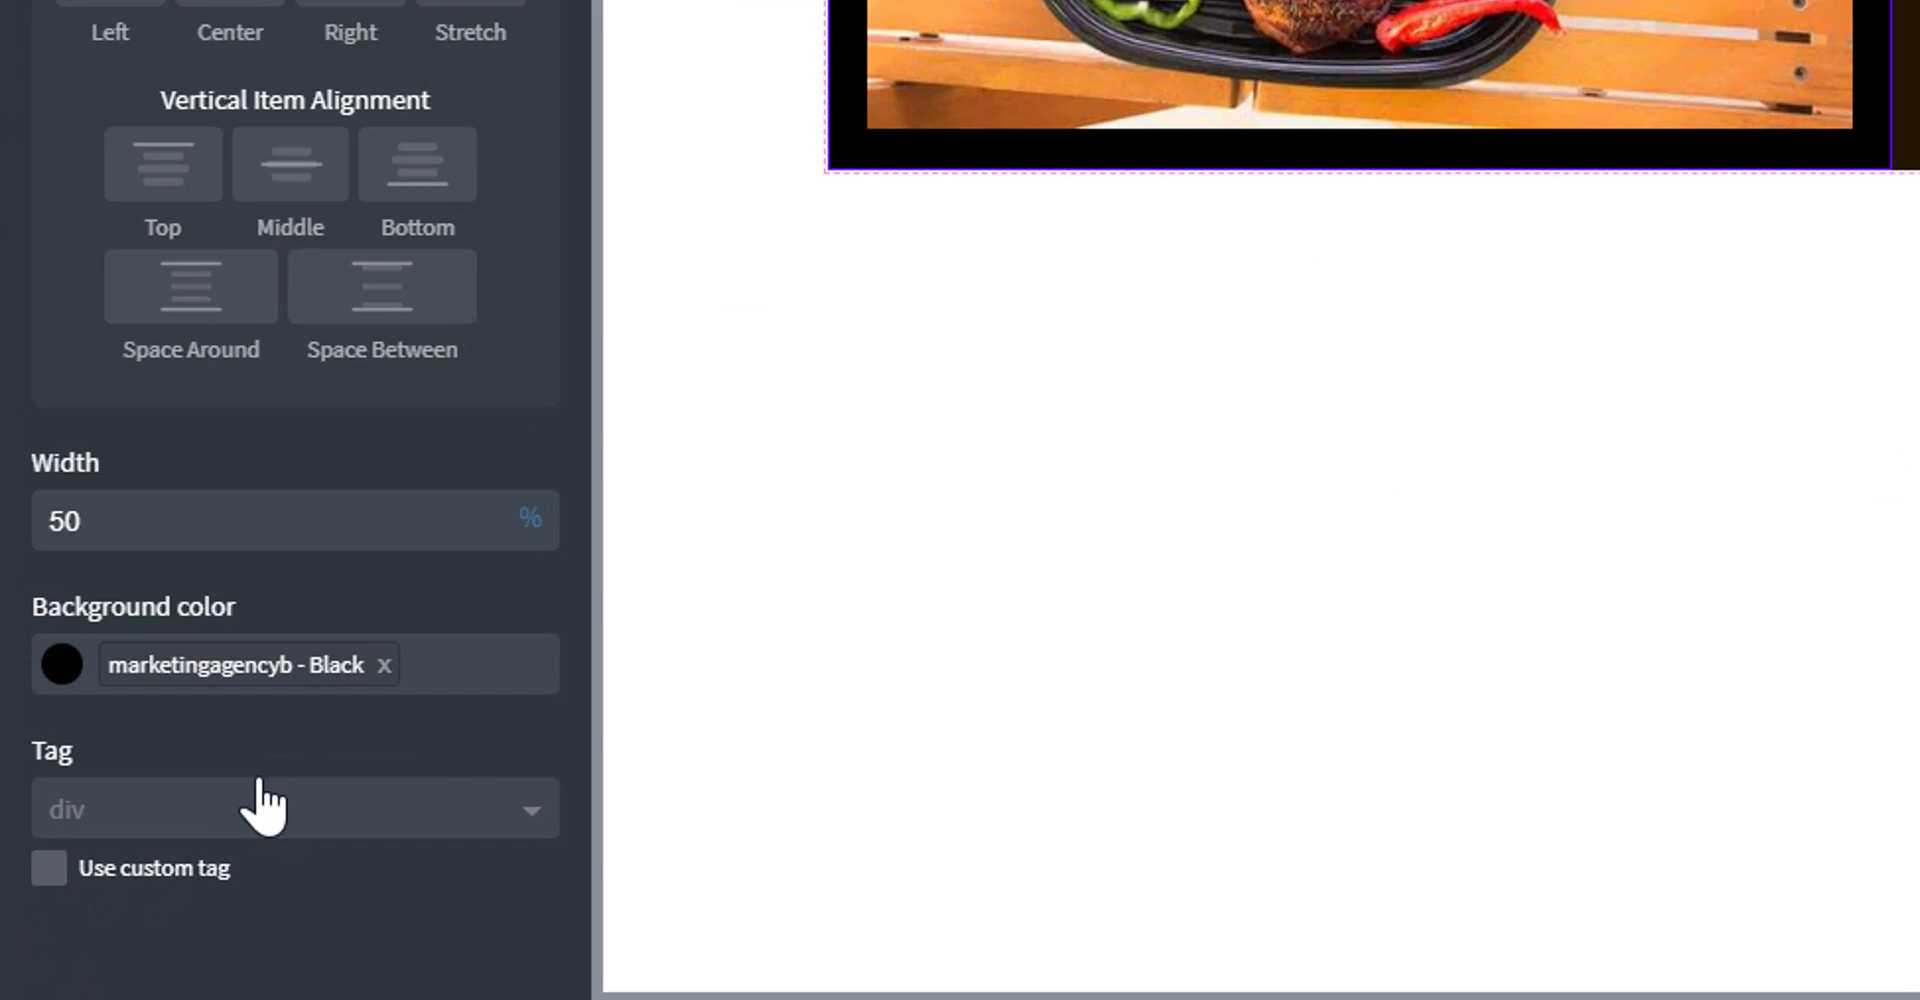 Left Center Right Stretch
Vertical Item Alignment
Top Middle Bottom
Space Around Space Between
Width
50 %
Background color
marketingagencyb - Black x
Tag
div
Use custom tag